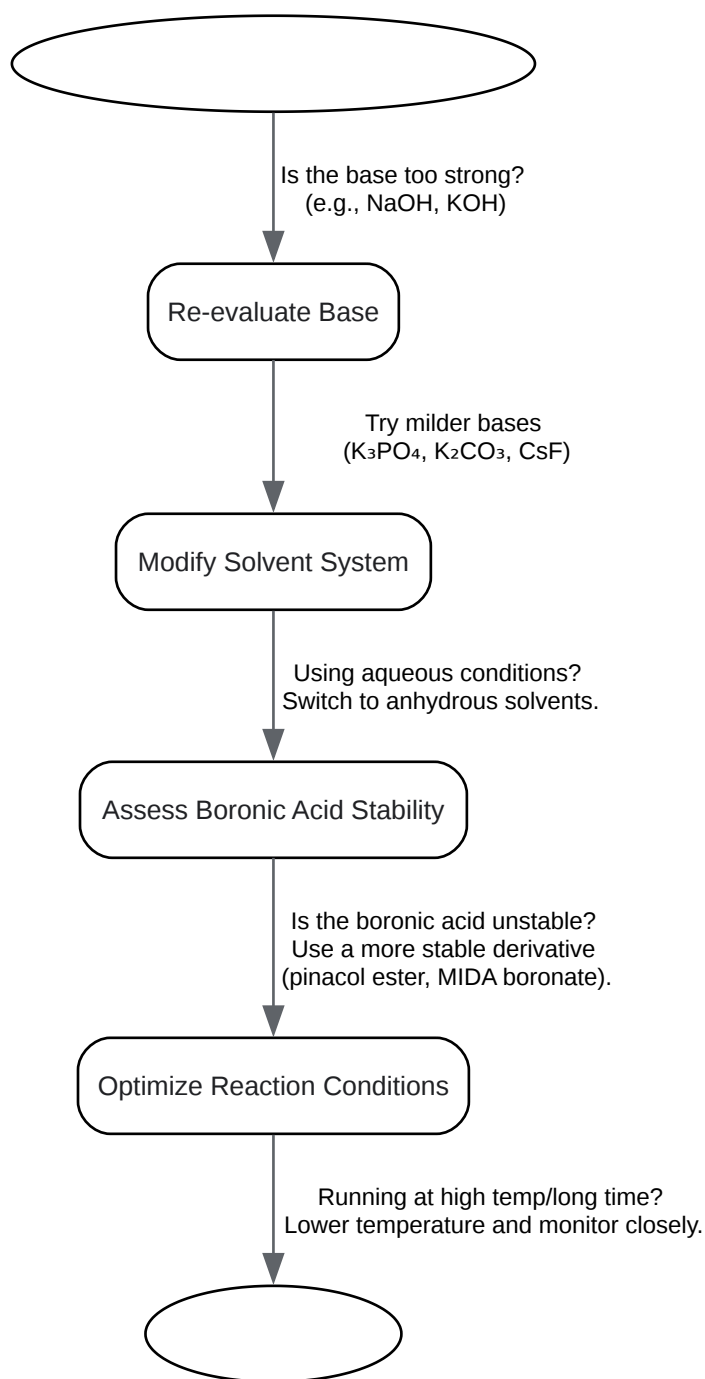 Is the base too strong?
(e.g., NaOH, KOH)
Re-evaluate Base
Try milder bases
(K₃PO₄, K₂CO₃, CsF)
Modify Solvent System
Using aqueous conditions?
Switch to anhydrous solvents.
Assess Boronic Acid Stability
Is the boronic acid unstable?
Use a more stable derivative
(pinacol ester, MIDA boronate).
Optimize Reaction Conditions
Running at high temp/long time?
Lower temperature and monitor closely.